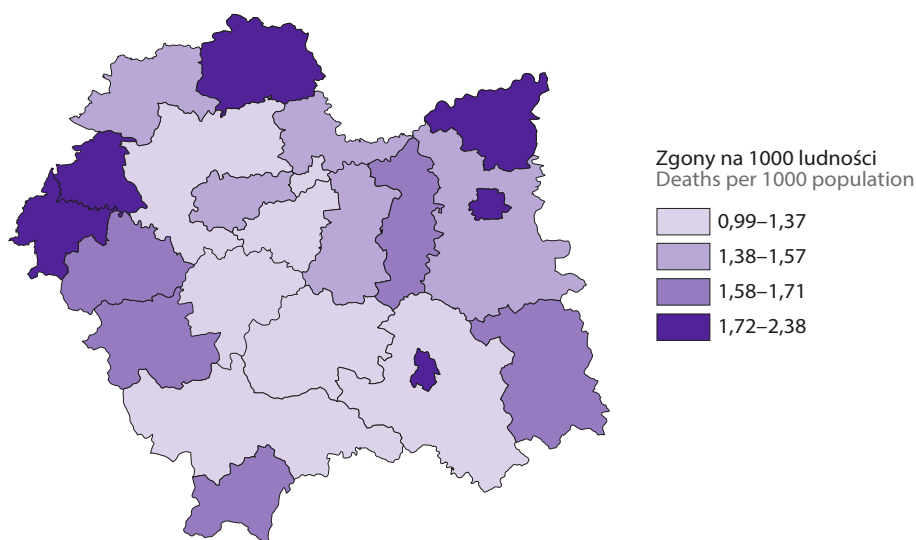 Zgony na 1000 ludności
Deaths per 1000 population
0,99–1,37
1,38–1,57
1,58–1,71
1,72–2,38